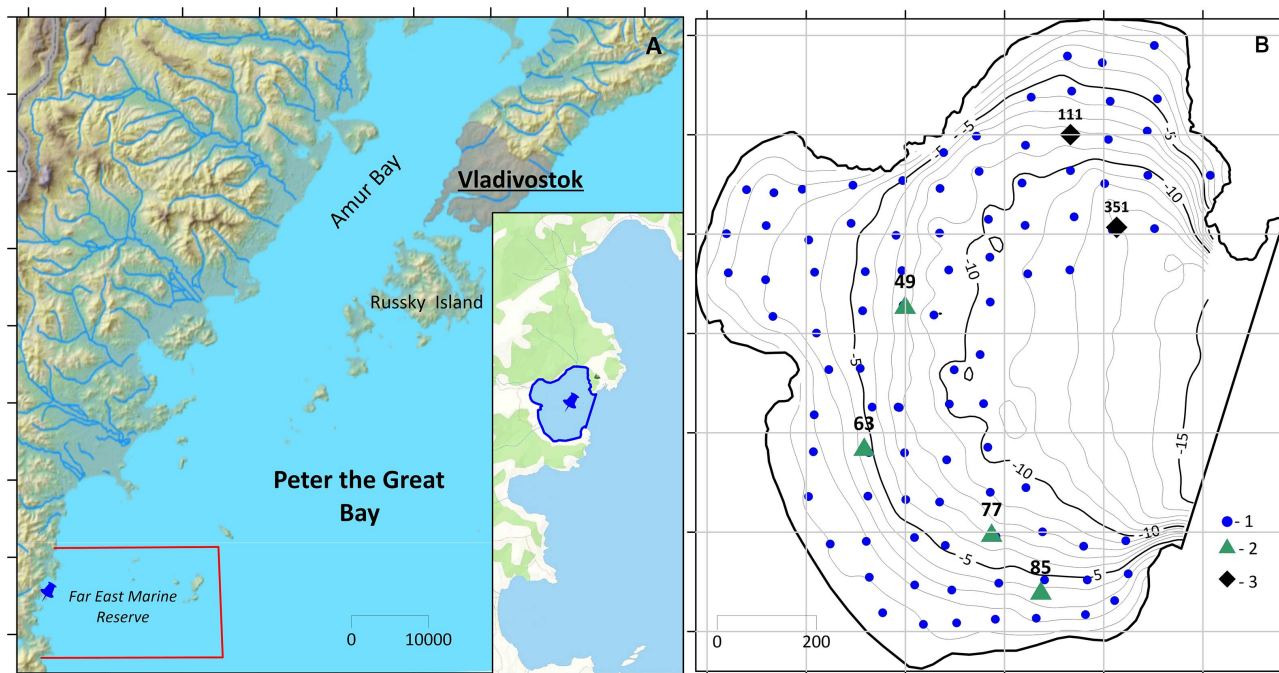 A
Amur Bay
Vladivostok
Russky Island
Peter the Great
Bay
Far East Marine
Reserve
0 10000
B
-5
111
-5
-5
-10
351
-10
49
-5
-15
63
-10
77
-10
-5
85
-5
- 1
- 2
- 3
0 200